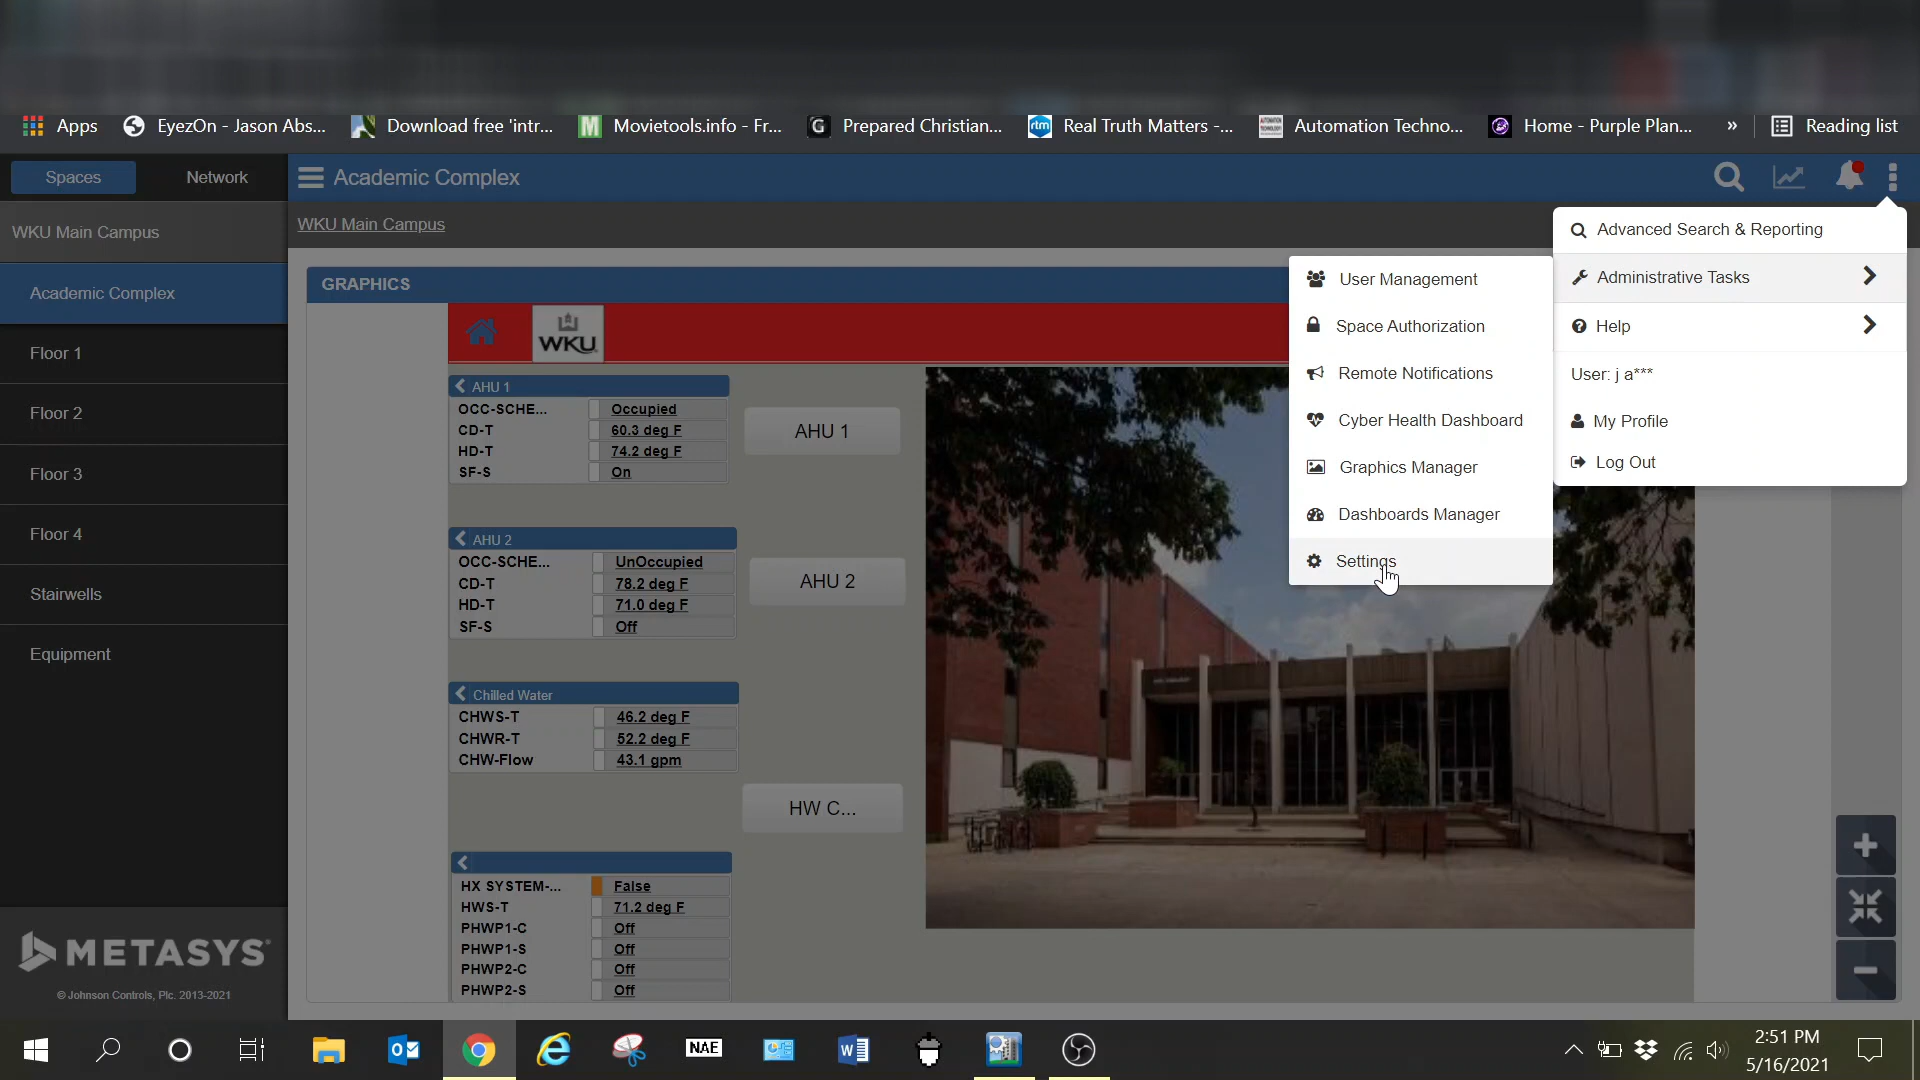 Apps
EyezOn - Jason Abs...
Download free 'intr...
Movietools.info - Fr...
Prepared Christian...
rtm
Real Truth Matters -...
Automation Techno...
Home - Purple Plan...
»
Reading list
Spaces
Network
Academic Complex
WKU Main Campus
WKU Main Campus
Academic Complex
Floor 1
Floor 2
Floor 3
Floor 4
Stairwells
Equipment
METASYS
© Johnson Controls, Plc. 2013-2021
GRAPHICS
WKU
AHU 1
OCC-SCHE... Occupied
CD-T 60.3 deg F
HD-T 74.2 deg F
SF-S On
AHU 1
AHU 2
OCC-SCHE... UnOccupied
CD-T 78.2 deg F
HD-T 71.0 deg F
SF-S Off
AHU 2
Chilled Water
CHWS-T 46.2 deg F
CHWR-T 52.2 deg F
CHW-Flow 43.1 gpm
HW C...
HX SYSTEM-... False
HWS-T 71.2 deg F
PHWP1-C Off
PHWP1-S Off
PHWP2-C Off
PHWP2-S Off
User Management
Space Authorization
Remote Notifications
Cyber Health Dashboard
Graphics Manager
Dashboards Manager
Settings
Advanced Search & Reporting
Administrative Tasks
Help
User: j a***
My Profile
Log Out
NAE
2:51 PM
5/16/2021